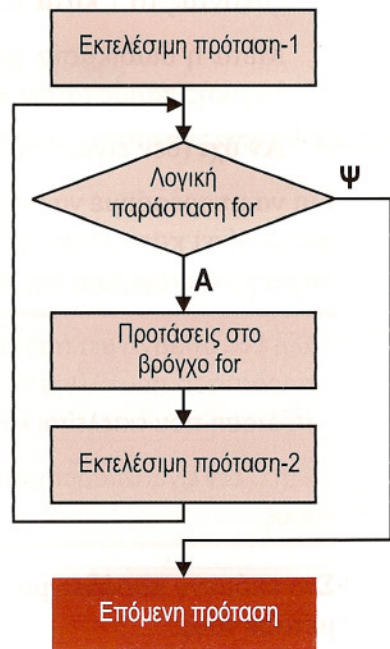 Εκτελέσιμη πρόταση-1
Λογική
παράσταση for
Ψ
Α
Προτάσεις στο
βρόγχο for
Εκτελέσιμη πρόταση-2
Επόμενη πρόταση